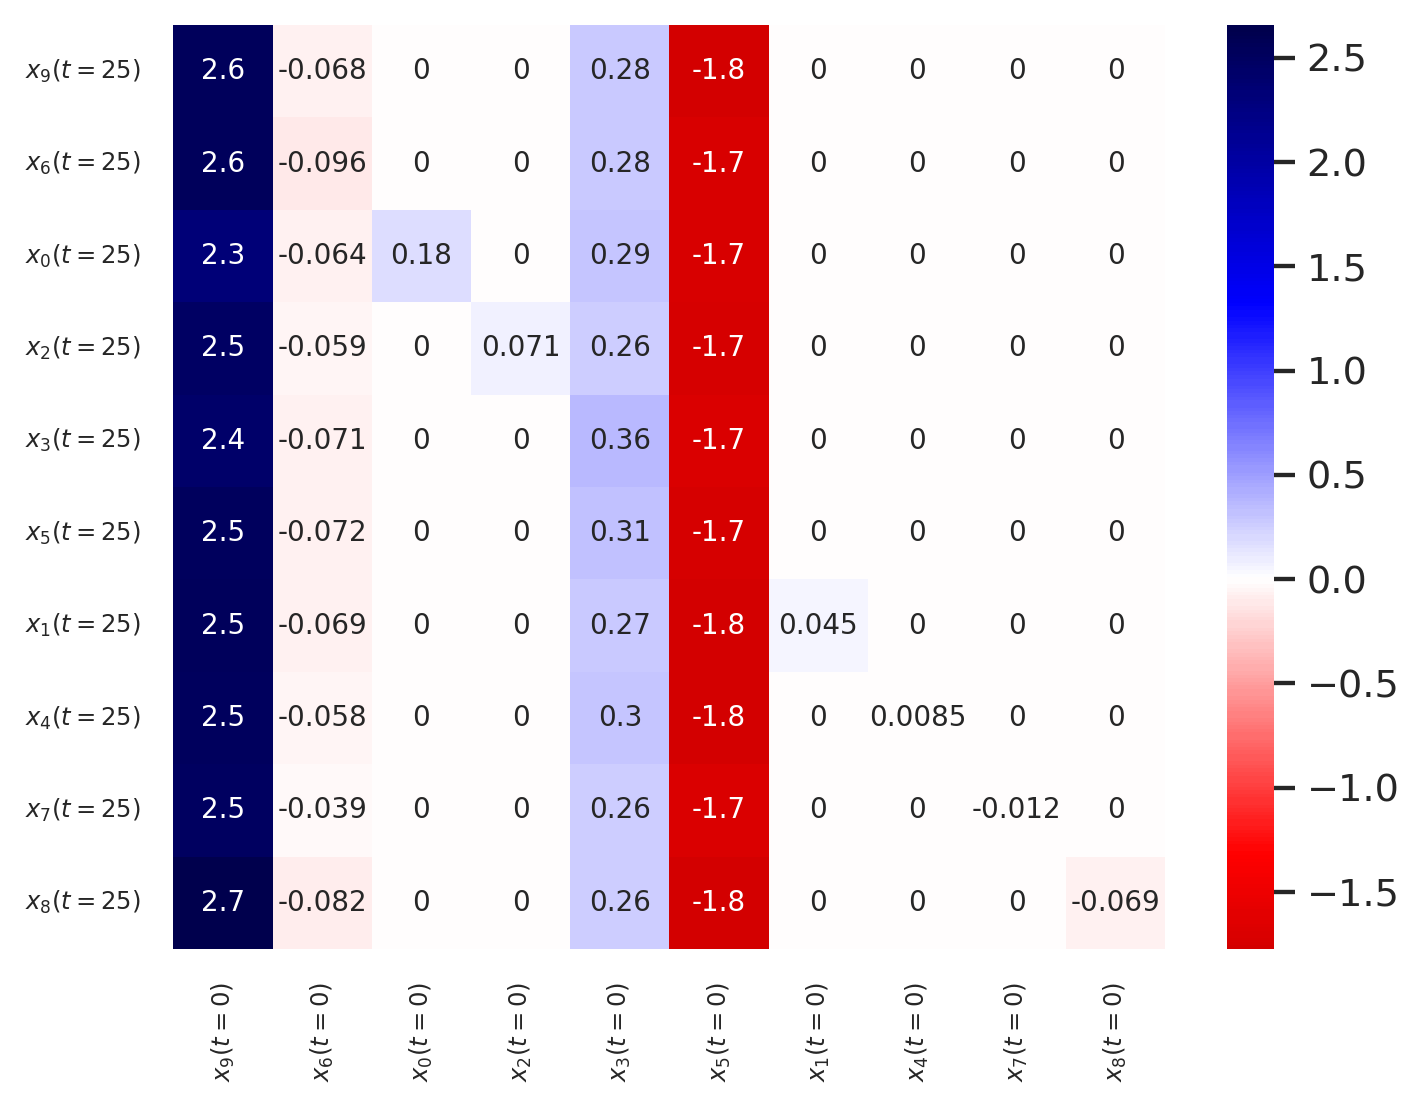 x₉(t = 25) 2.6 -0.068 0 0 0.28 -1.8 0 0 0 0
x₆(t = 25) 2.6 -0.096 0 0 0.28 -1.7 0 0 0 0
x₀(t = 25) 2.3 -0.064 0.18 0 0.29 -1.7 0 0 0 0
x₂(t = 25) 2.5 -0.059 0 0.071 0.26 -1.7 0 0 0 0
x₃(t = 25) 2.4 -0.071 0 0 0.36 -1.7 0 0 0 0
x₅(t = 25) 2.5 -0.072 0 0 0.31 -1.7 0 0 0 0
x₁(t = 25) 2.5 -0.069 0 0 0.27 -1.8 0.045 0 0 0
x₄(t = 25) 2.5 -0.058 0 0 0.3 -1.8 0 0.0085 0 0
x₇(t = 25) 2.5 -0.039 0 0 0.26 -1.7 0 0 -0.012 0
x₈(t = 25) 2.7 -0.082 0 0 0.26 -1.8 0 0 0 -0.069
x₉(t = 0) x₆(t = 0) x₀(t = 0) x₂(t = 0) x₃(t = 0) x₅(t = 0) x₁(t = 0) x₄(t = 0) x₇(t = 0) x₈(t = 0)
2.5
2.0
1.5
1.0
0.5
0.0
−0.5
−1.0
−1.5